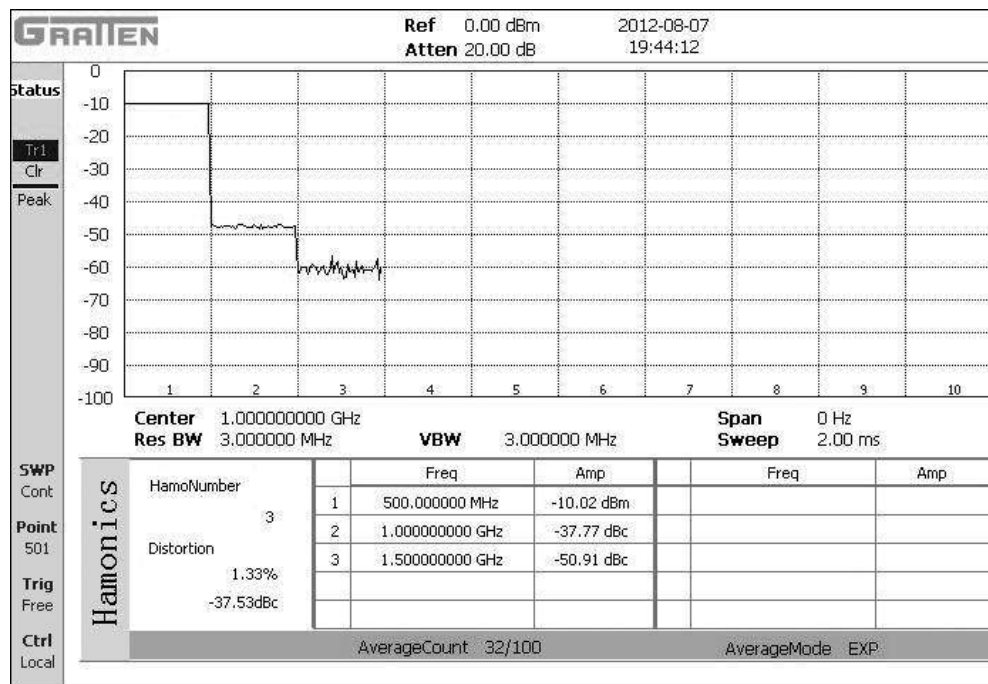 GRATTEN
Ref 0.00 dBm 2012-08-07
Atten 20.00 dB 19:44:12
Status
Tr1
Clr
Peak
0
-10
-20
-30
-40
-50
-60
-70
-80
-90
-100
1 2 3 4 5 6 7 8 9 10
Center 1.000000000 GHz Span 0 Hz
Res BW 3.000000 MHz VBW 3.000000 MHz Sweep 2.00 ms
SWP
Cont
Point
501
Trig
Free
Ctrl
Local
Hamonics
HamoNumber
3
Distortion
1.33%
-37.53dBc
Freq Amp Freq Amp
1 500.000000 MHz -10.02 dBm
2 1.000000000 GHz -37.77 dBc
3 1.500000000 GHz -50.91 dBc
AverageCount 32/100 AverageMode EXP